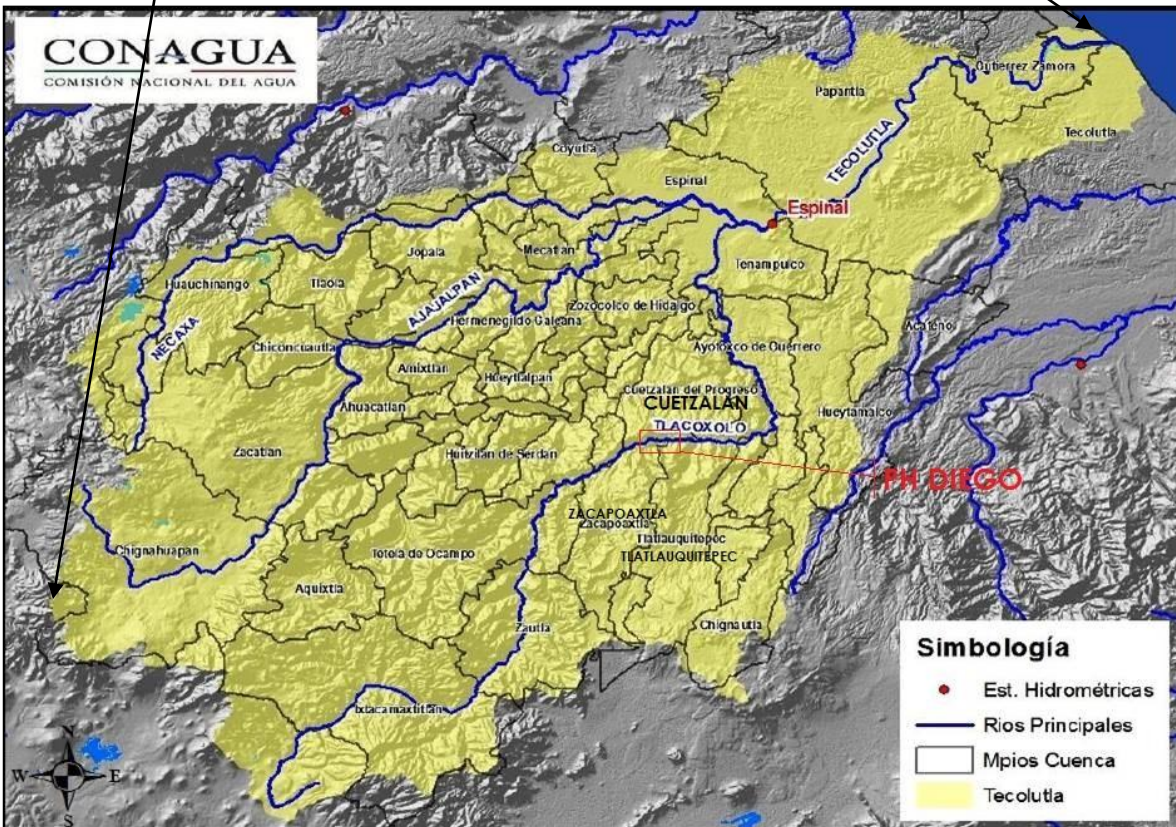 CONAGUA
COMISIÓN NACIONAL DEL AGUA
Gutierrez Zamora
Papantla
Tecolutla
TECOLUTLA
Coyutla
Espinal
Espinal
Mecatlan
Jopala
Tenampulco
Huauchinango
Tlaola
AJAJALPAN
Zozocolco de Hidalgo
Hermenegildo Galeana
Acateno
NECAXA
Chiconcuautla
Ayotoxco de Guerrero
Amixtlan
Hueytlalpan
Cuetzalan del Progreso
CUETZALAN
Ahuacatlan
Hueytamalco
TLACOXOLO
Zacatlan
Huitzilan de Serdan
PH DIEGO
ZACAPOAXTLA
Zacapoaxtla
Tlatlauquitepec
TLATLAUQUITEPEC
Chignahuapan
Tetela de Ocampo
Aquixtla
Zautla
Chignautla
Ixtacamaxtitlan
Simbología
Est. Hidrométricas
Rios Principales
Mpios Cuenca
Tecolutla
N
W E
S